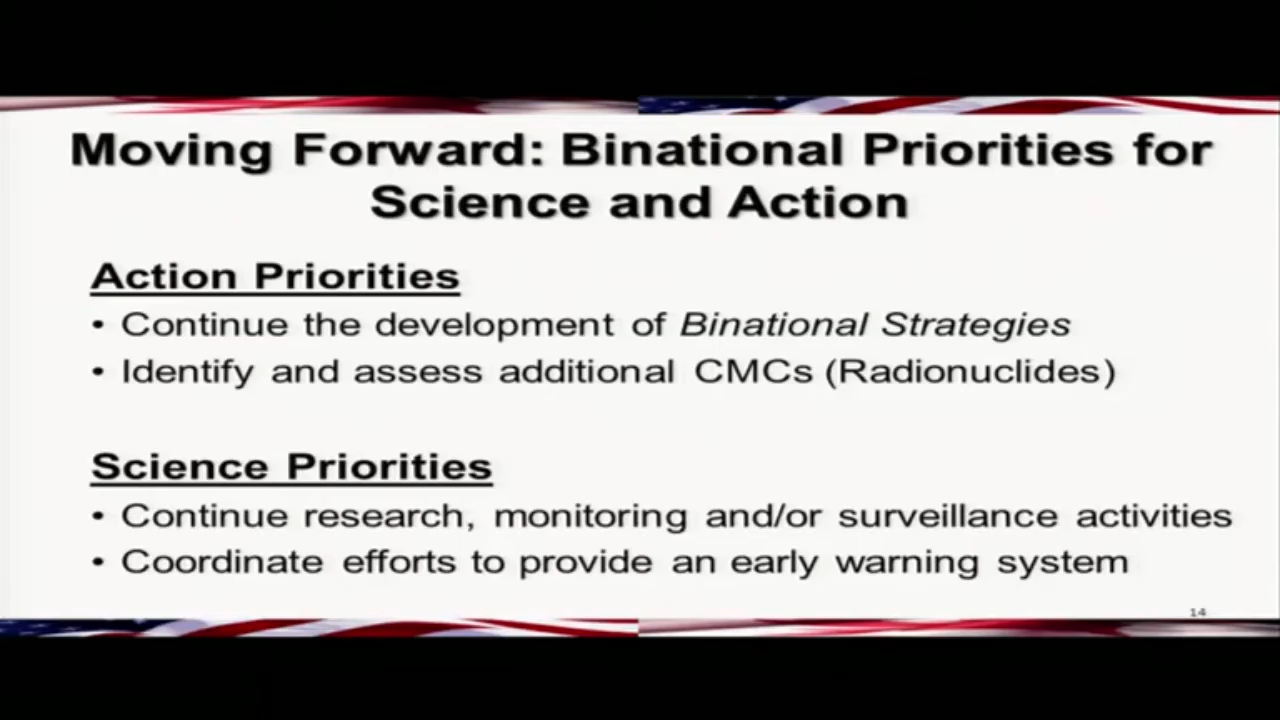 Moving Forward: Binational Priorities for
Science and Action
Action Priorities
• Continue the development of Binational Strategies
• Identify and assess additional CMCs (Radionuclides)
Science Priorities
• Continue research, monitoring and/or surveillance activities
• Coordinate efforts to provide an early warning system
14